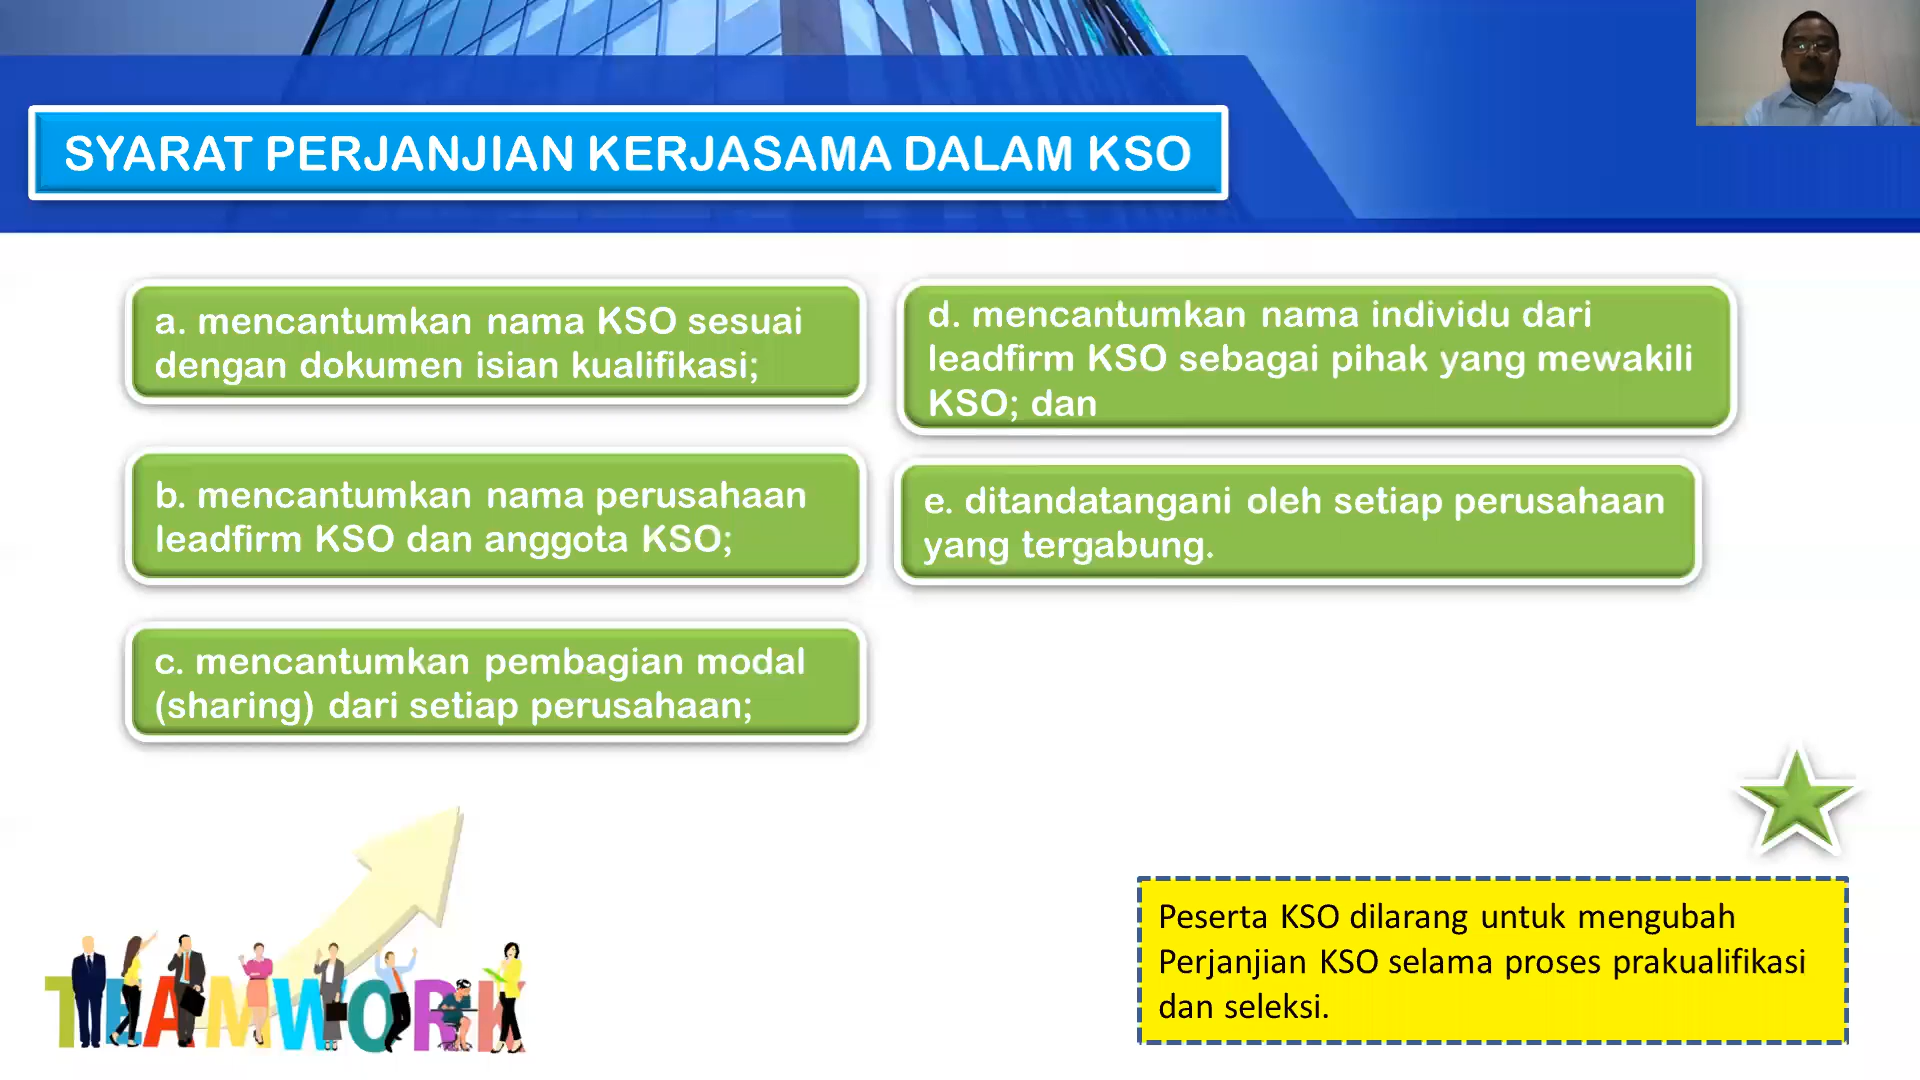 SYARAT PERJANJIAN KERJASAMA DALAM KSO
a. mencantumkan nama KSO sesuai
dengan dokumen isian kualifikasi;
b. mencantumkan nama perusahaan
leadfirm KSO dan anggota KSO;
c. mencantumkan pembagian modal
(sharing) dari setiap perusahaan;
d. mencantumkan nama individu dari
leadfirm KSO sebagai pihak yang mewakili
KSO; dan
e. ditandatangani oleh setiap perusahaan
yang tergabung.
TEAMWORK
Peserta KSO dilarang untuk mengubah
Perjanjian KSO selama proses prakualifikasi
dan seleksi.